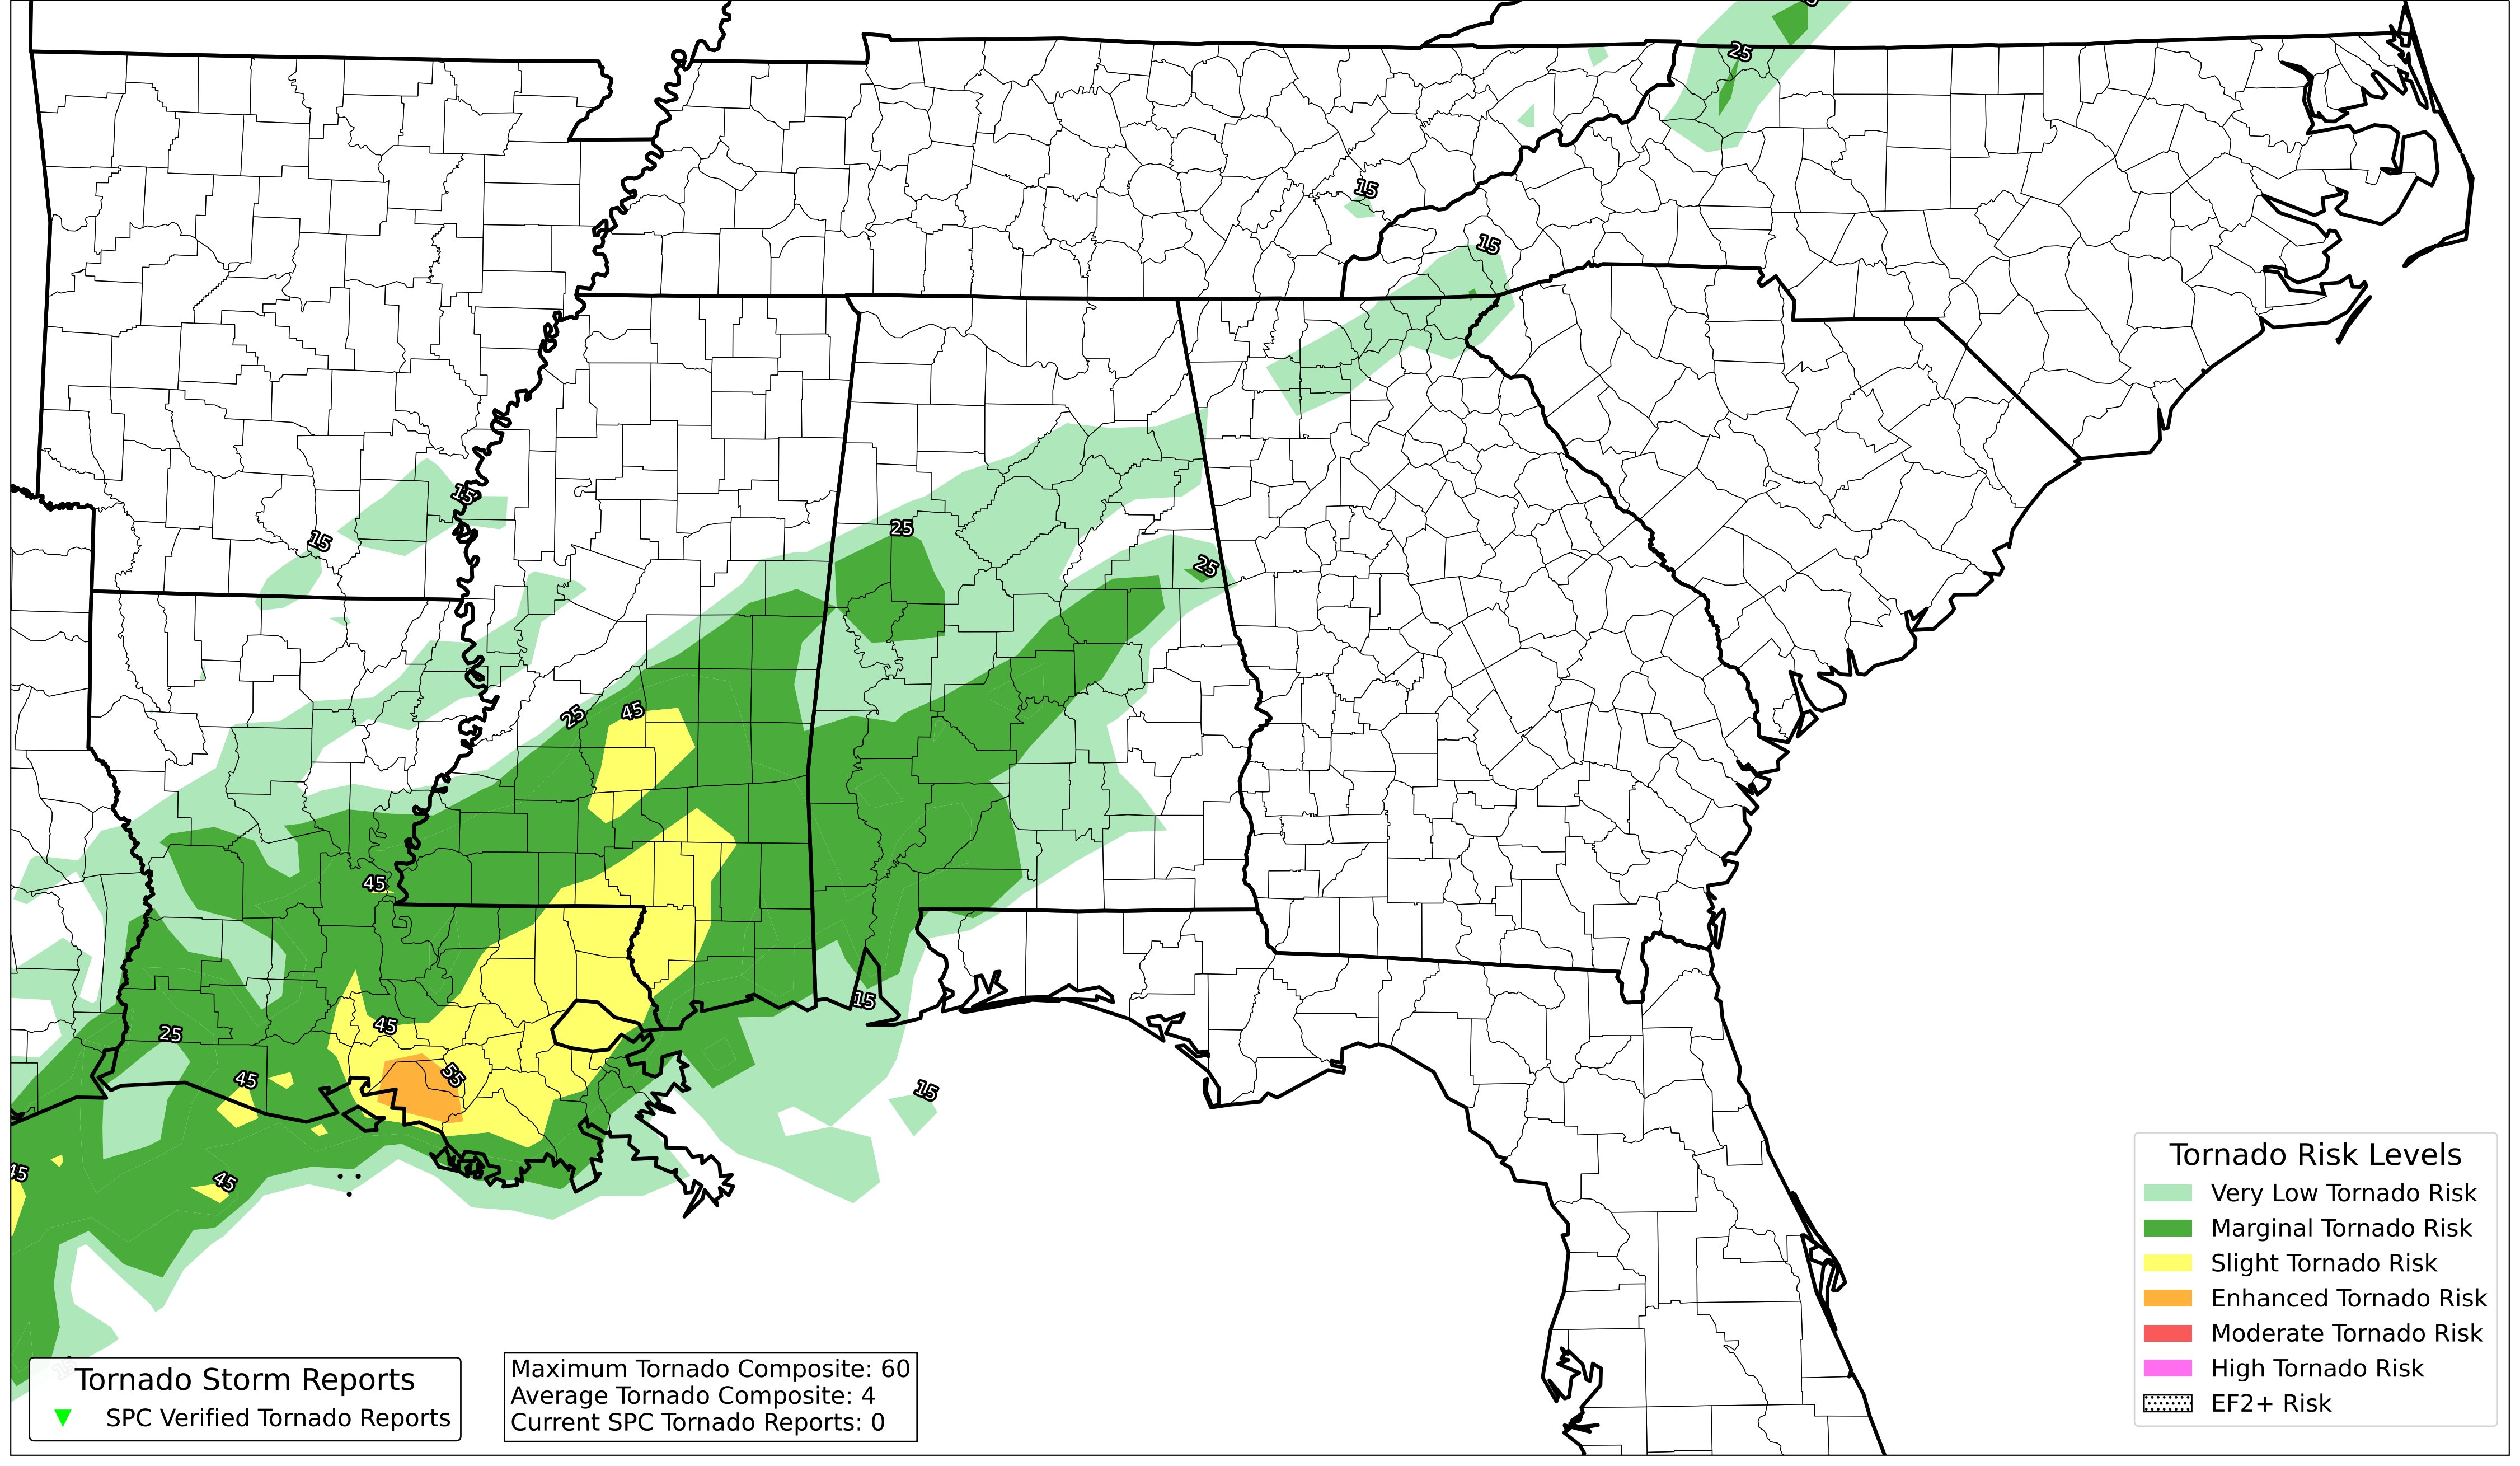 25
15
15
15
15
25
25
25
45
45
45
25
15
55
45
15
45
45
Tornado Risk Levels
Very Low Tornado Risk
Marginal Tornado Risk
Slight Tornado Risk
Enhanced Tornado Risk
Moderate Tornado Risk
High Tornado Risk
EF2+ Risk
Tornado Storm Reports
SPC Verified Tornado Reports
Maximum Tornado Composite: 60
Average Tornado Composite: 4
Current SPC Tornado Reports: 0